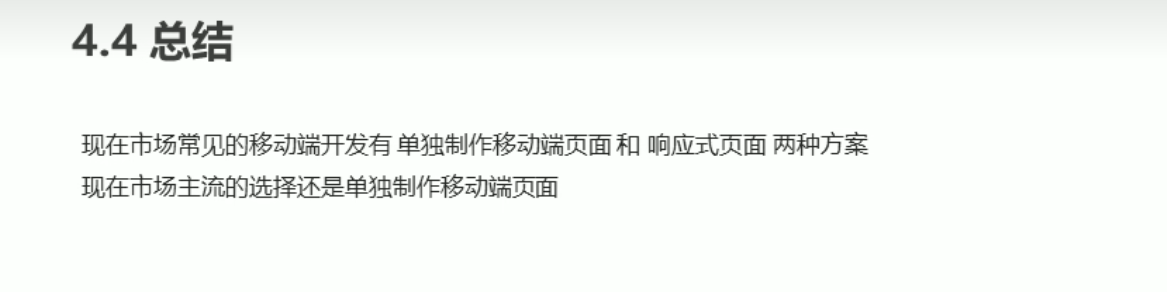 4.4 总结
现在市场常见的移动端开发有 单独制作移动端页面 和 响应式页面 两种方案
现在市场主流的选择还是单独制作移动端页面